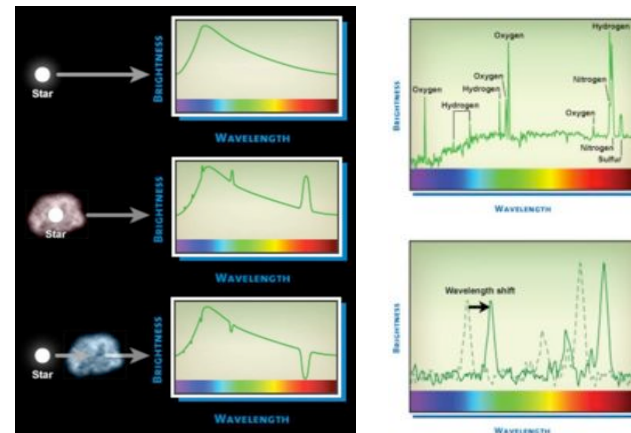 BRIGHTNESS
Star
WAVELENGTH
BRIGHTNESS
Star
WAVELENGTH
BRIGHTNESS
Star
WAVELENGTH
BRIGHTNESS
Hydrogen
Oxygen
Oxygen
Nitrogen
Oxygen
Hydrogen
Hydrogen
Oxygen
Nitrogen
Sulfur
WAVELENGTH
BRIGHTNESS
Wavelength shift
WAVELENGTH